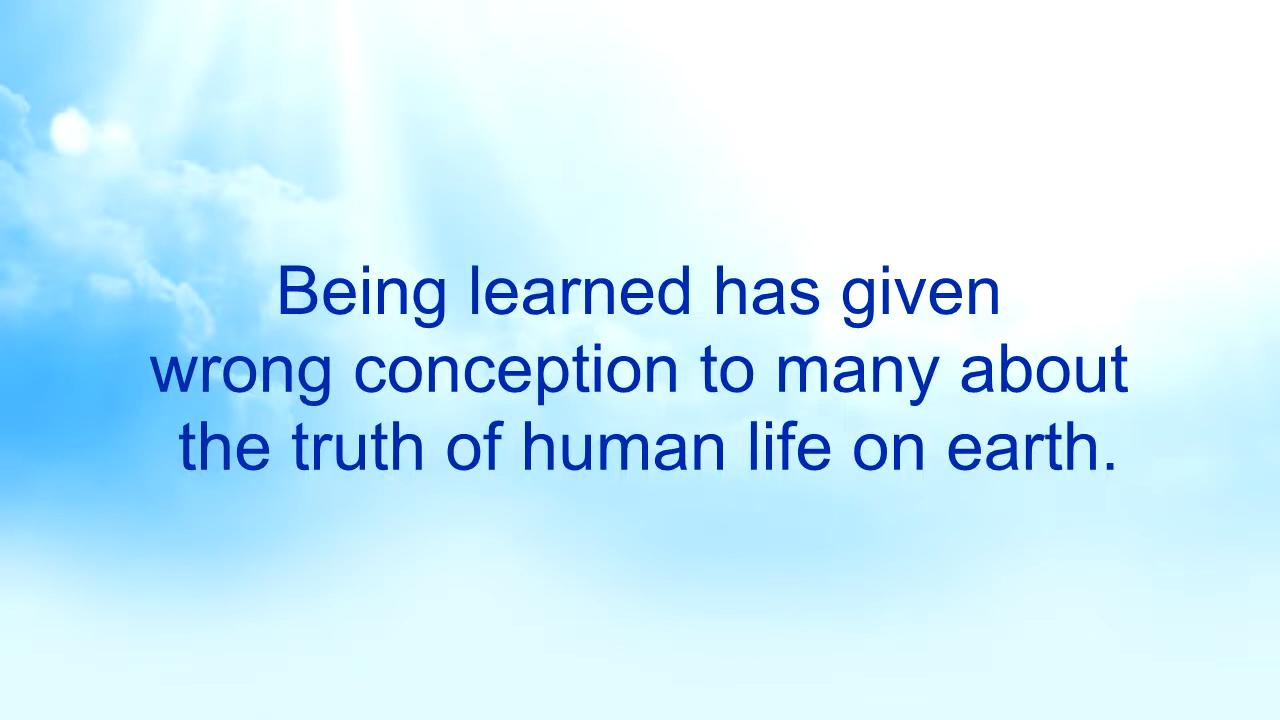 Being learned has given
wrong conception to many about
the truth of human life on earth.